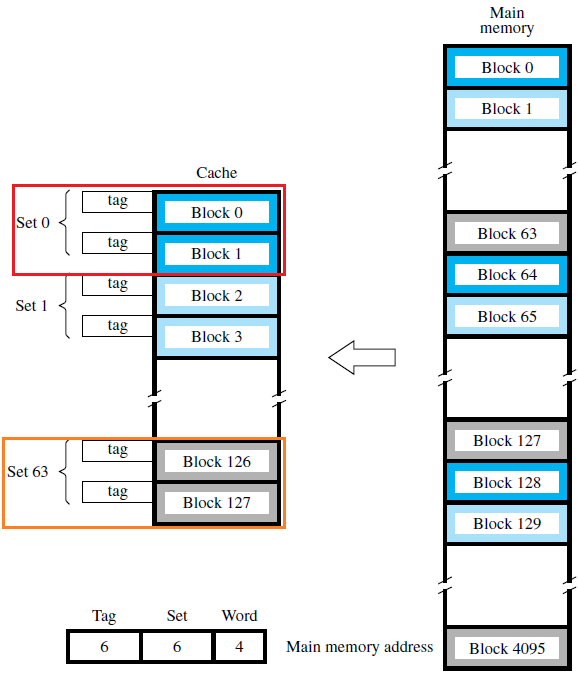 Main
memory
Block 0
Block 1
Block 63
Block 64
Block 65
Block 127
Block 128
Block 129
Block 4095
Cache
Set 0
tag
Block 0
tag
Block 1
Set 1
tag
Block 2
tag
Block 3
Set 63
tag
Block 126
tag
Block 127
Tag Set Word
6 6 4
Main memory address